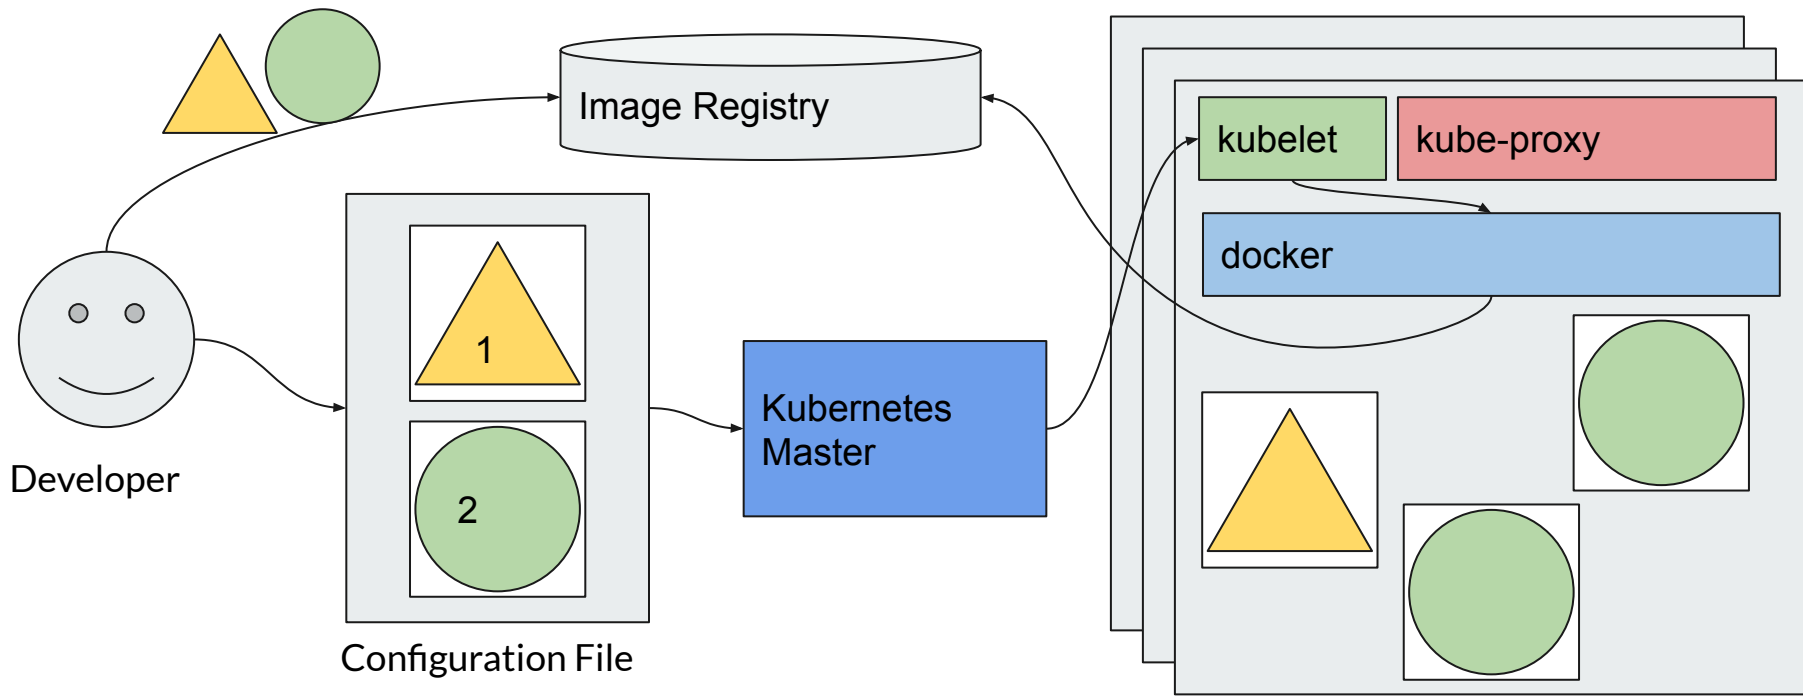 Image Registry
kubelet
kube-proxy
docker
1
2
Kubernetes
Master
Developer
Configuration File